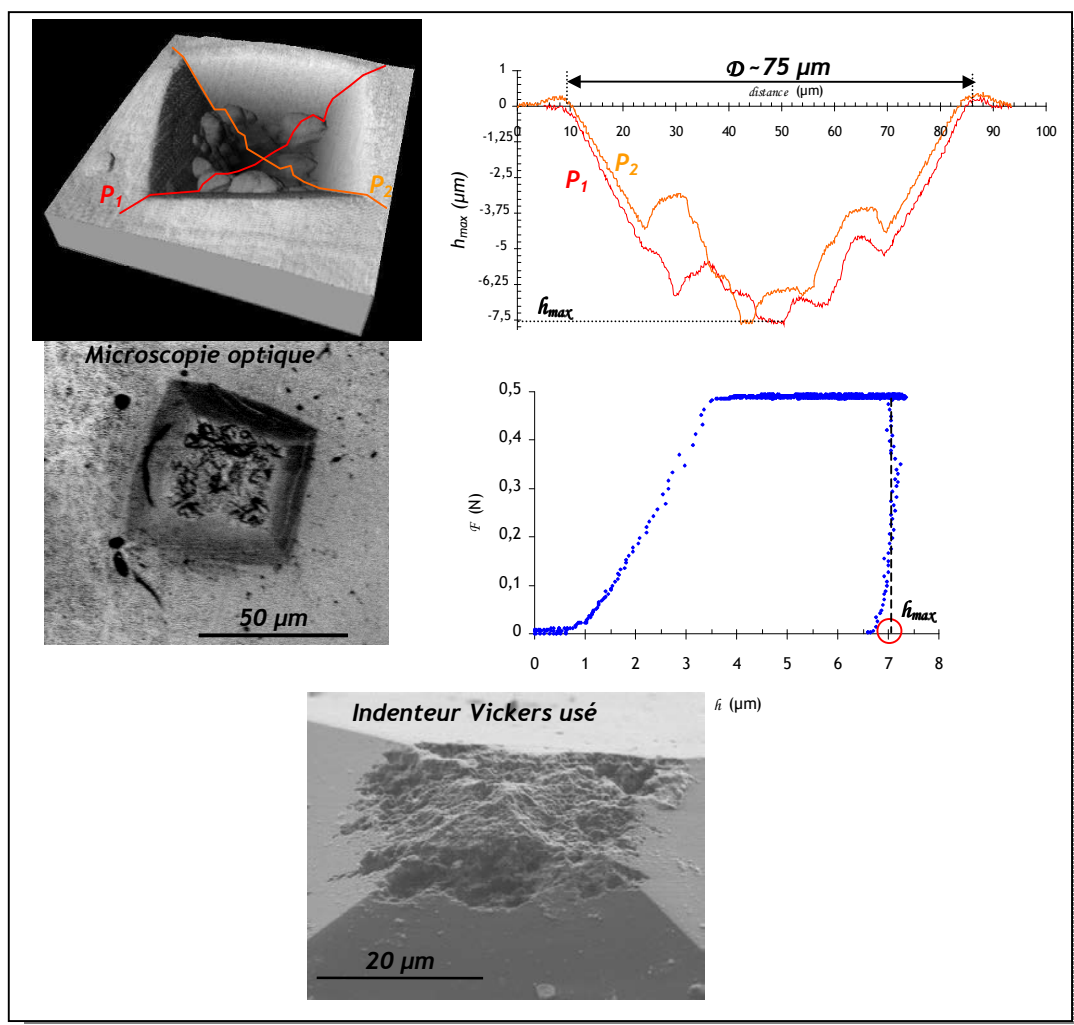 P1
P2
D ~75 µm
distance (µm)
1
0
-1,25
-2,5
-3,75
-5
-6,25
-7,5
hmax (µm)
0 10 20 30 40 50 60 70 80 90 100
P2
P1
hmax
Microscopie optique
50 µm
0,5
0,4
0,3
0,2
0,1
0
F (N)
hmax
0 1 2 3 4 5 6 7 8
h (µm)
Indenteur Vickers usé
20 µm